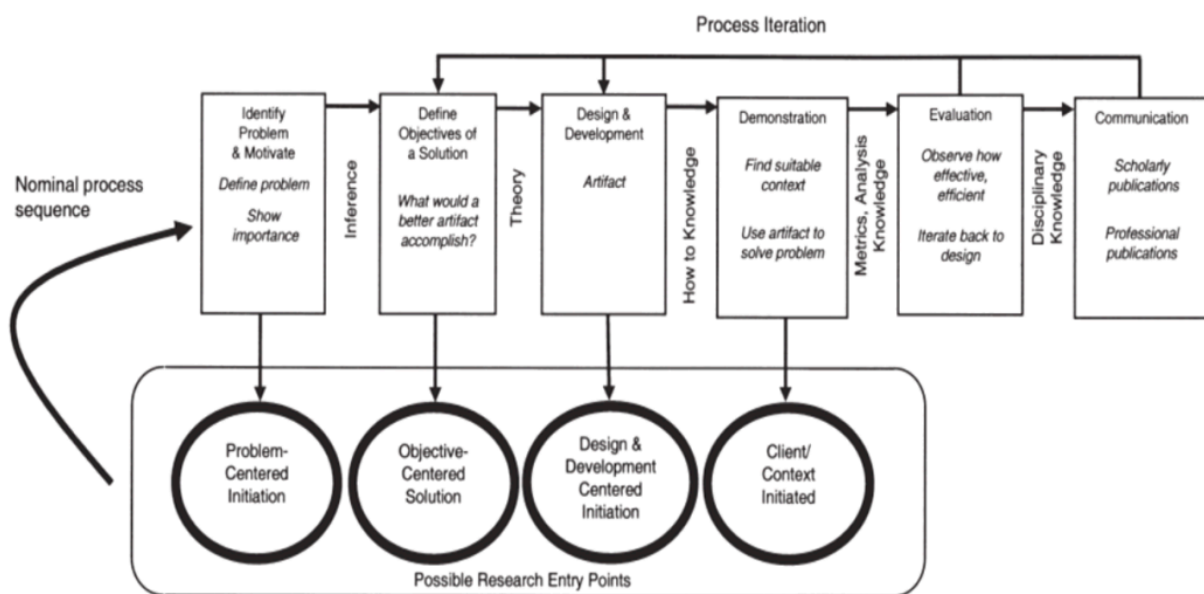 Process Iteration
Nominal process
sequence
Identify
Problem
& Motivate
Define problem
Show
importance
Inference
Define
Objectives of
a Solution
What would a
better artifact
accomplish?
Theory
Design &
Development
Artifact
How to Knowledge
Demonstration
Find suitable
context
Use artifact to
solve problem
Metrics, Analysis
Knowledge
Evaluation
Observe how
effective,
efficient
Iterate back to
design
Disciplinary
Knowledge
Communication
Scholarly
publications
Professional
publications
Problem-
Centered
Initiation
Objective-
Centered
Solution
Design &
Development
Centered
Initiation
Client/
Context
Initiated
Possible Research Entry Points